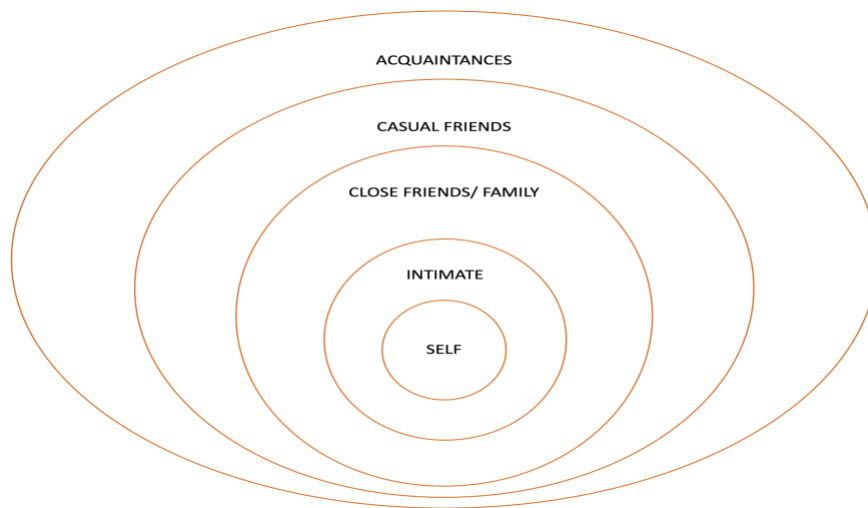 ACQUAINTANCES
CASUAL FRIENDS
CLOSE FRIENDS/ FAMILY
INTIMATE
SELF